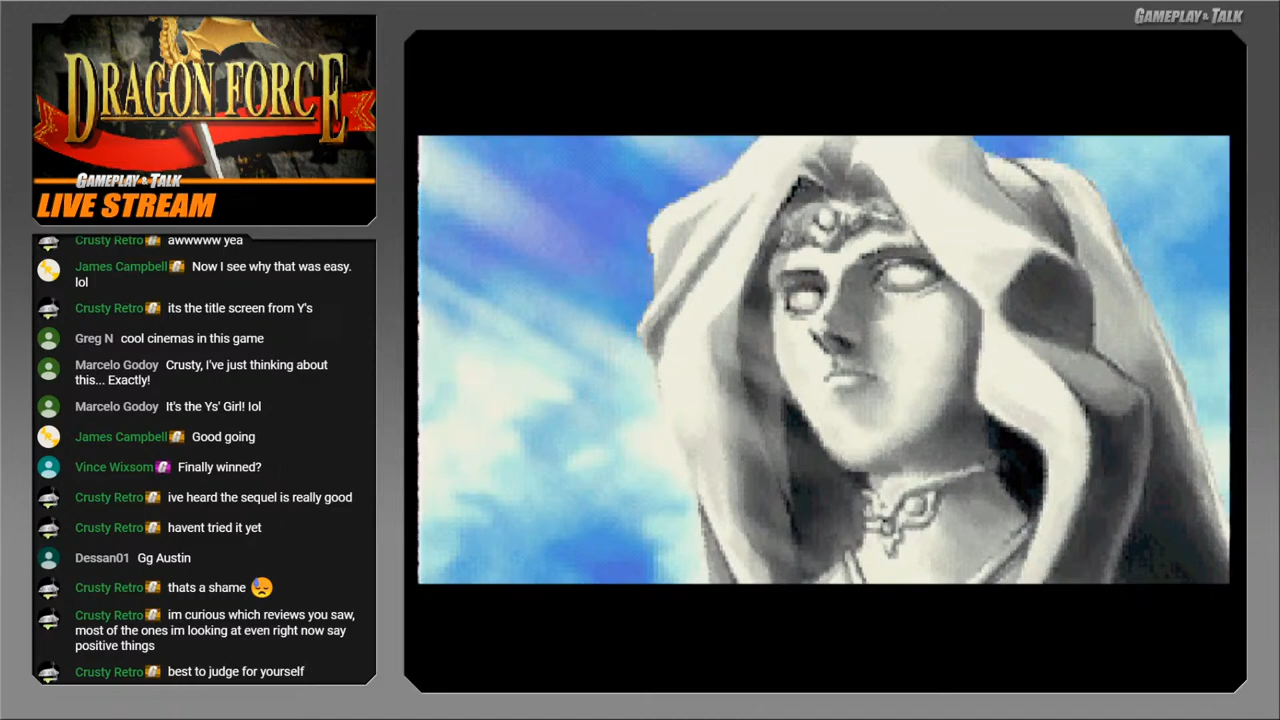 GAMEPLAY & TALK
DRAGON FORCE
GAMEPLAY & TALK
LIVE STREAM
Crusty Retro awwwww yea
James Campbell Now I see why that was easy.
lol
Crusty Retro its the title screen from Y's
Greg N cool cinemas in this game
Marcelo Godoy Crusty, I've just thinking about
this... Exactly!
Marcelo Godoy It's the Ys' Girl! lol
James Campbell Good going
Vince Wixsom Finally winned?
Crusty Retro ive heard the sequel is really good
Crusty Retro havent tried it yet
Dessan01 Gg Austin
Crusty Retro thats a shame 😓
Crusty Retro im curious which reviews you saw,
most of the ones im looking at even right now say
positive things
Crusty Retro best to judge for yourself